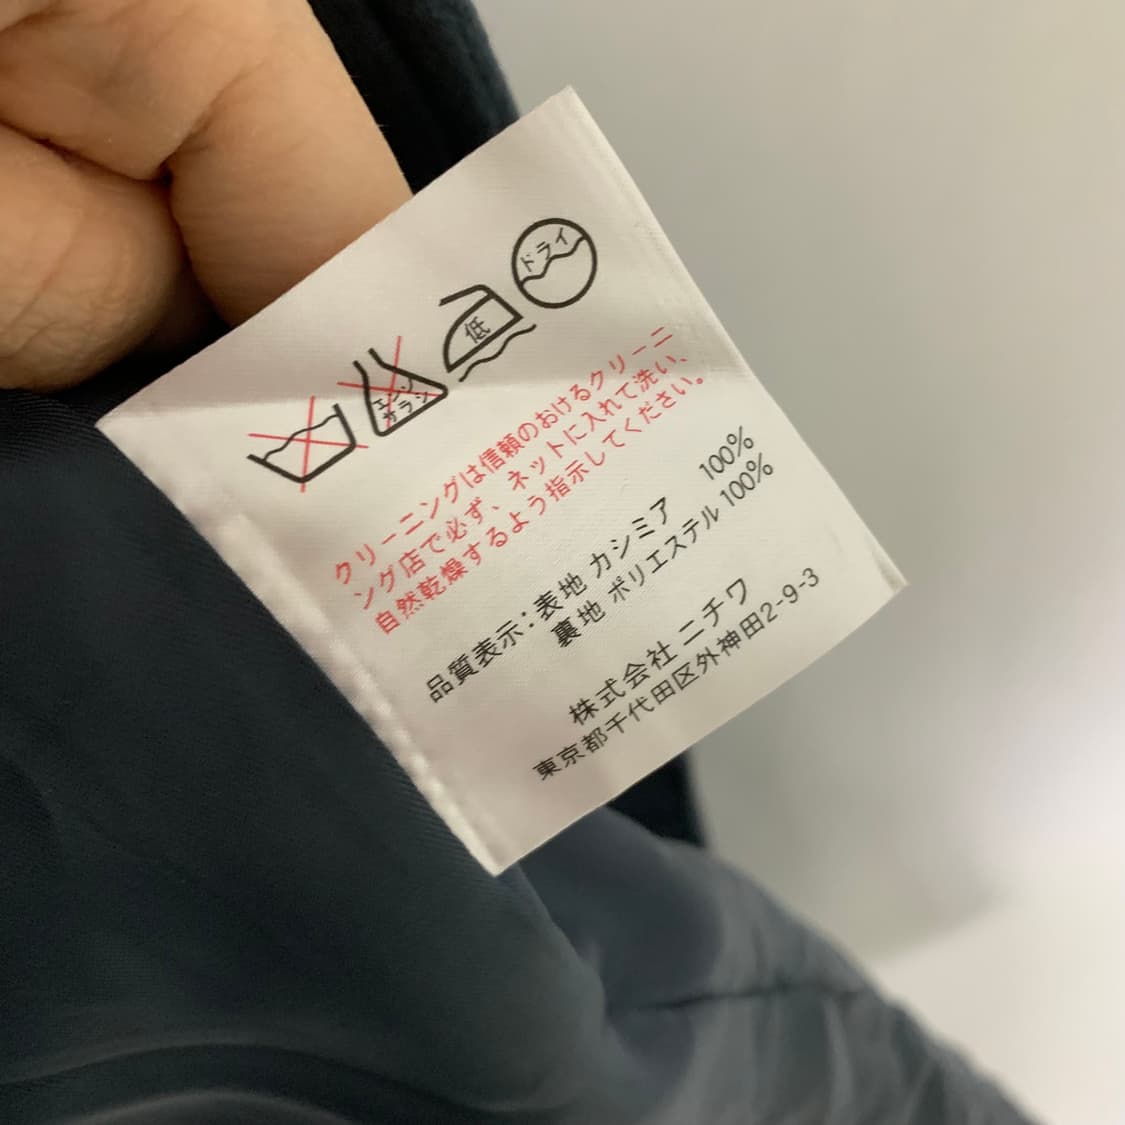 エンソ
サラシ
低
ドライ
クリーニングは信頼のおけるクリーニ
ング店で必ず、ネットに入れて洗い、
自然乾燥するよう指示してください。
品質表示：表地 カシミア 100%
裏地 ポリエステル 100%
株式会社 ニチワ
東京都千代田区外神田2-9-3